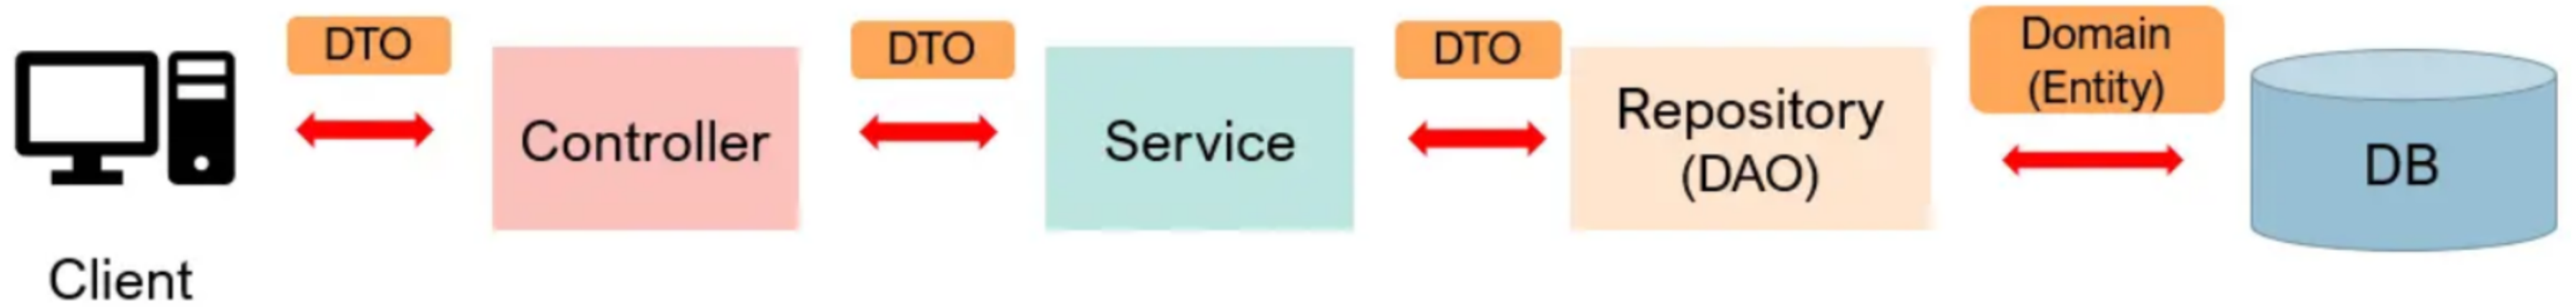 DTO
DTO
DTO
Domain
(Entity)
Controller
Service
Repository
(DAO)
DB
Client